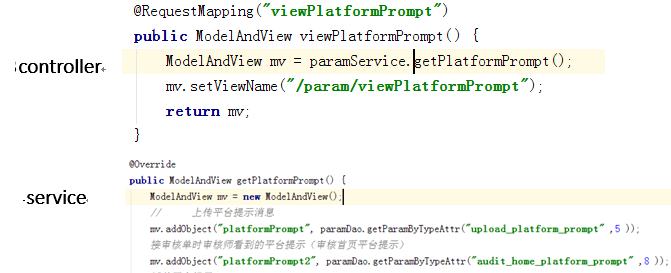 @RequestMapping("viewPlatformPrompt")
public ModelAndView viewPlatformPrompt() {
ModelAndView mv = paramService.getPlatformPrompt();
mv.setViewName("/param/viewPlatformPrompt");
return mv;
}
controller
@Override
public ModelAndView getPlatformPrompt() {
ModelAndView mv = new ModelAndView();
// 上传平台提示消息
mv.addObject("platformPrompt", paramDao.getParamByTypeAttr("upload_platform_prompt" ,5 ));
接审核单时审核师看到的平台提示（审核首页平台提示）
mv.addObject("platformPrompt2", paramDao.getParamByTypeAttr("audit_home_platform_prompt" ,8 ));
service